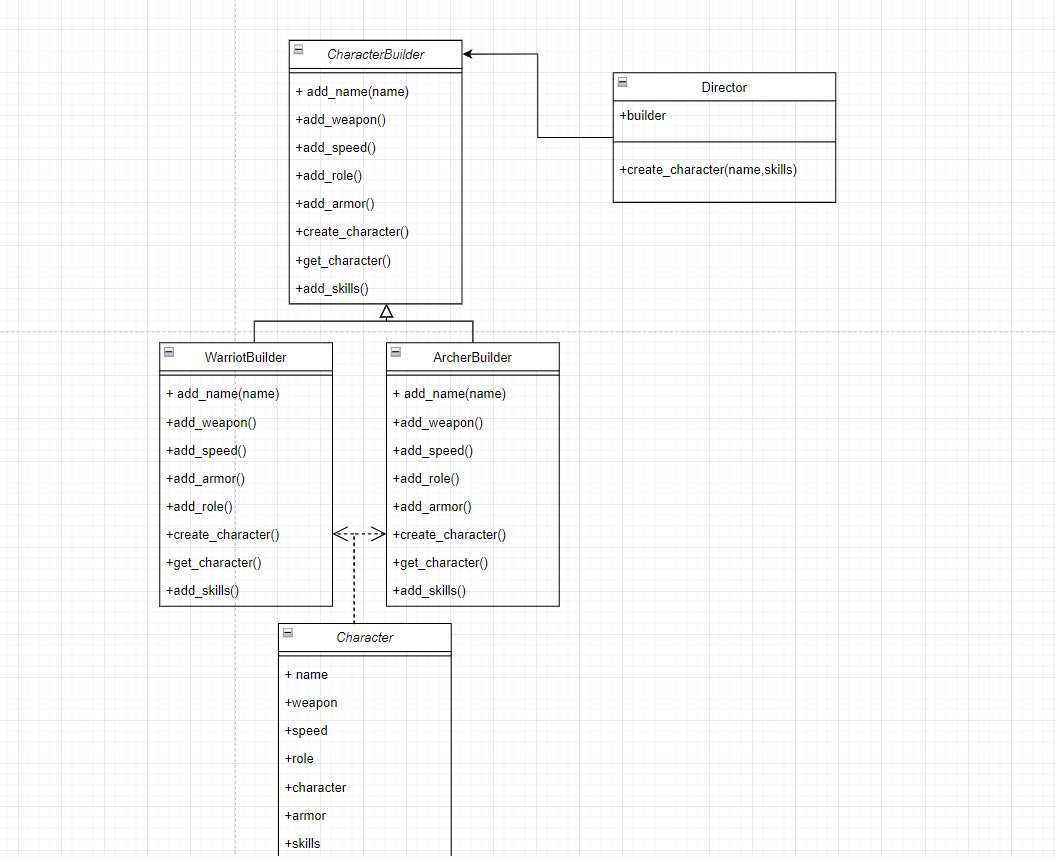 CharacterBuilder
+ add_name(name)
+add_weapon()
+add_speed()
+add_role()
+add_armor()
+create_character()
+get_character()
+add_skills()
Director
+builder
+create_character(name,skills)
WarriotBuilder
+ add_name(name)
+add_weapon()
+add_speed()
+add_armor()
+add_role()
+create_character()
+get_character()
+add_skills()
ArcherBuilder
+ add_name(name)
+add_weapon()
+add_speed()
+add_role()
+add_armor()
+create_character()
+get_character()
+add_skills()
Character
+ name
+weapon
+speed
+role
+character
+armor
+skills